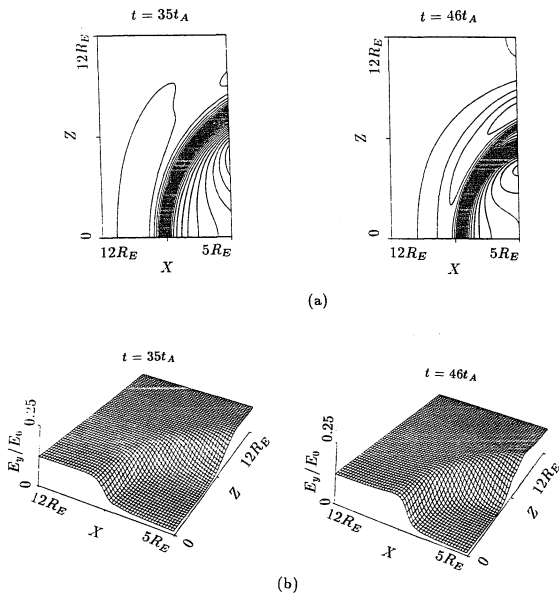 t = 35t_A
t = 46t_A
12R_E
Z
0
12R_E
5R_E
X
12R_E
Z
0
12R_E
5R_E
X
(a)
t = 35t_A
t = 46t_A
0.25
E_y/E_0
0
12R_E
X
5R_E
0
Z
12R_E
0.25
E_y/E_0
0
12R_E
X
5R_E
0
Z
12R_E
(b)